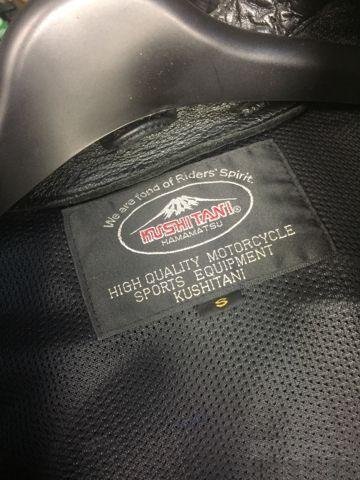 We are fond of Riders' Spirit.
KUSHITANI®
HAMAMATSU
HIGH QUALITY MOTORCYCLE
SPORTS EQUIPMENT
KUSHITANI
S